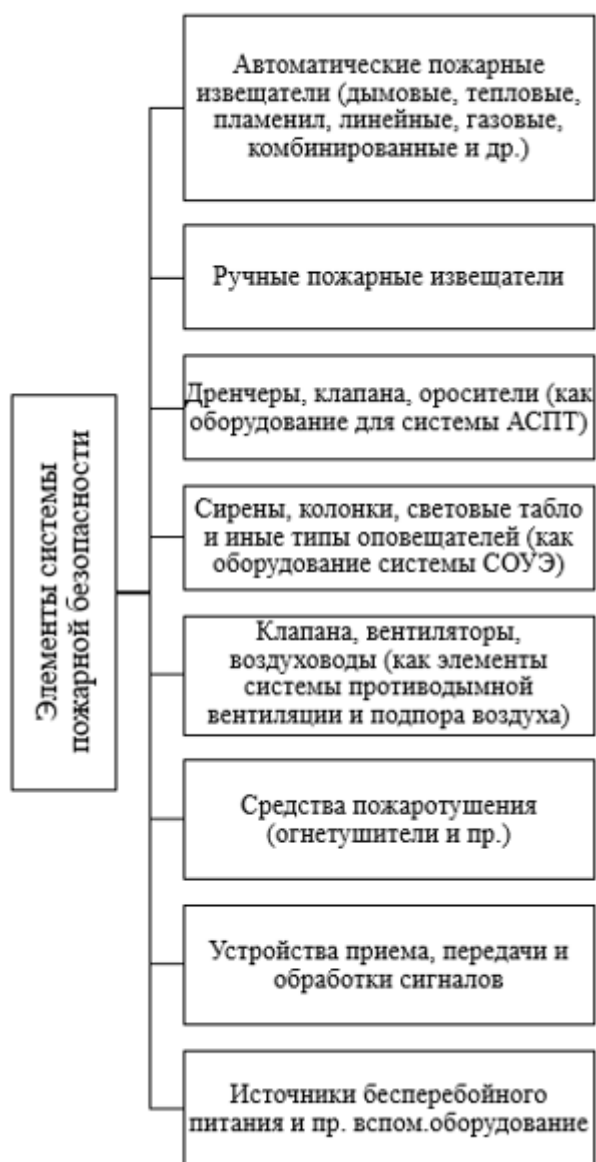 Элементы системы
пожарной безопасности
Автоматические пожарные
извещатели (дымовые, тепловые,
пламенил, линейные, газовые,
комбинированные и др.)
Ручные пожарные извещатели
Дренчеры, клапана, оросители (как
оборудование для системы АСПТ)
Сирены, колонки, световые табло
и иные типы оповещателей (как
оборудование системы СОУЭ)
Клапана, вентиляторы,
воздуховоды (как элементы
системы противодымной
вентиляции и подпора воздуха)
Средства пожаротушения
(огнетушители и пр.)
Устройства приема, передачи и
обработки сигналов
Источники бесперебойного
питания и пр. вспом.оборудование